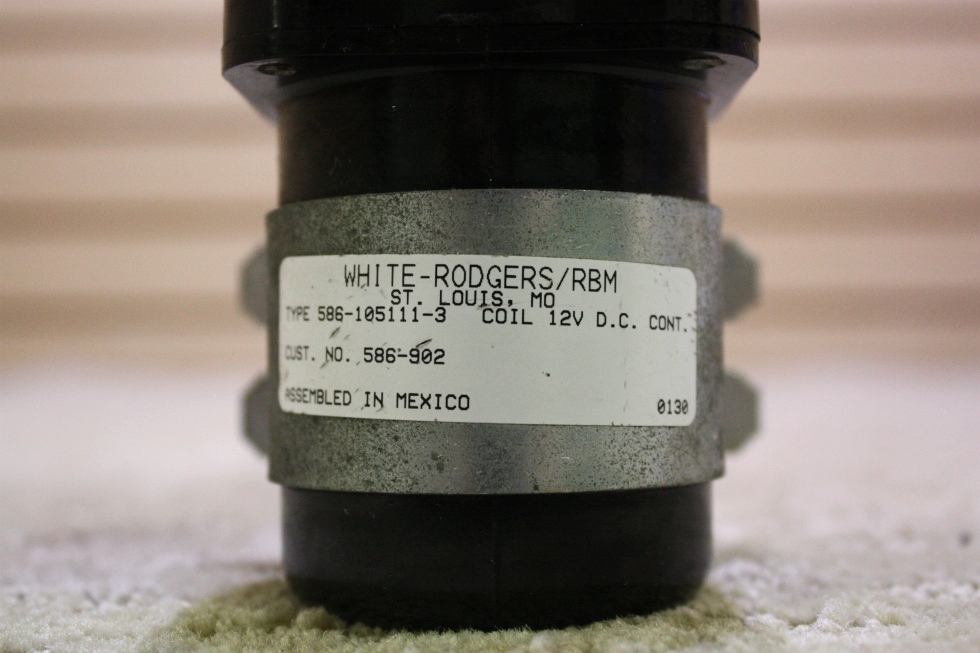 WHITE-RODGERS/RBM
ST. LOUIS, MO
TYPE 586-105111-3 COIL 12V D.C. CONT.
CUST. NO. 586-902
ASSEMBLED IN MEXICO 0130